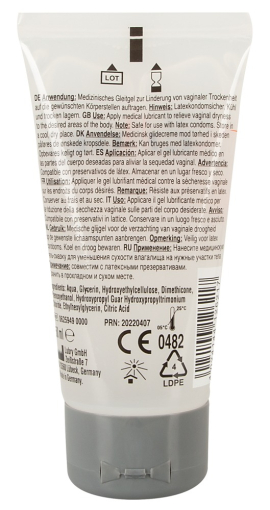 LOT
DE Anwendung: Medizinisches Gleitgel zur Linderung von vaginaler Trockenheit
auf die gewünschten Körperstellen auftragen. Hinweis: Latexkondomsicher. Kühl
und trocken lagern. GB Use: Apply medical lubricant to relieve vaginal dryness
to the desired areas of the body. Note: Safe for use with latex condoms. Store in
a cool, dry place. DK Anvendelse: Medicinsk glidecreme mod tørhed i skeden
påføres de ønskede kropsdele. Bemærk: Kan bruges med latexkondomer.
Opbevares køligt og tørt. ES Aplicación: Aplicar el gel lubricante médico en
las partes del cuerpo deseadas para aliviar la sequedad vaginal. Advertencia:
Compatible con preservativos de látex. Almacenar en un lugar fresco y seco.
FR Utilisation: Appliquer le gel lubrifiant médical contre la sécheresse vaginale
les endroits du corps désirés. Remarque: Résiste aux préservatifs en latex.
Conserver au frais et au sec. IT Uso: Applicare il gel lubrificante medico
della secchezza vaginale sulle parti del corpo desiderate. Avviso:
Compatibile con preservativi in lattice. Conservare in un luogo fresco e asciutto
NL Gebruik: Medische glijgel voor de verzachting van vaginale droogheid
de gewenste lichaamspunten aanbrengen. Opmerking: Veilig voor latex
condooms. Koel en droog bewaren. RU Применение: Нанесите медицинскую
смазку для уменьшения сухости влагалища на нужные участки тела.
совместим с латексными презервативами.
в прохладном и сухом месте.
Aqua, Glycerin, Hydroxyethylcellulose, Dimethicone,
Hydroxypropyl Guar Hydroxypropyltrimonium
Ethylhexylglycerin, Citric Acid
0000
PRN: 20220407
ml e
25°C
05°C
CE 0482
Lubry GmbH
7
Lübeck, Germany
Made in Germany
4
LDPE